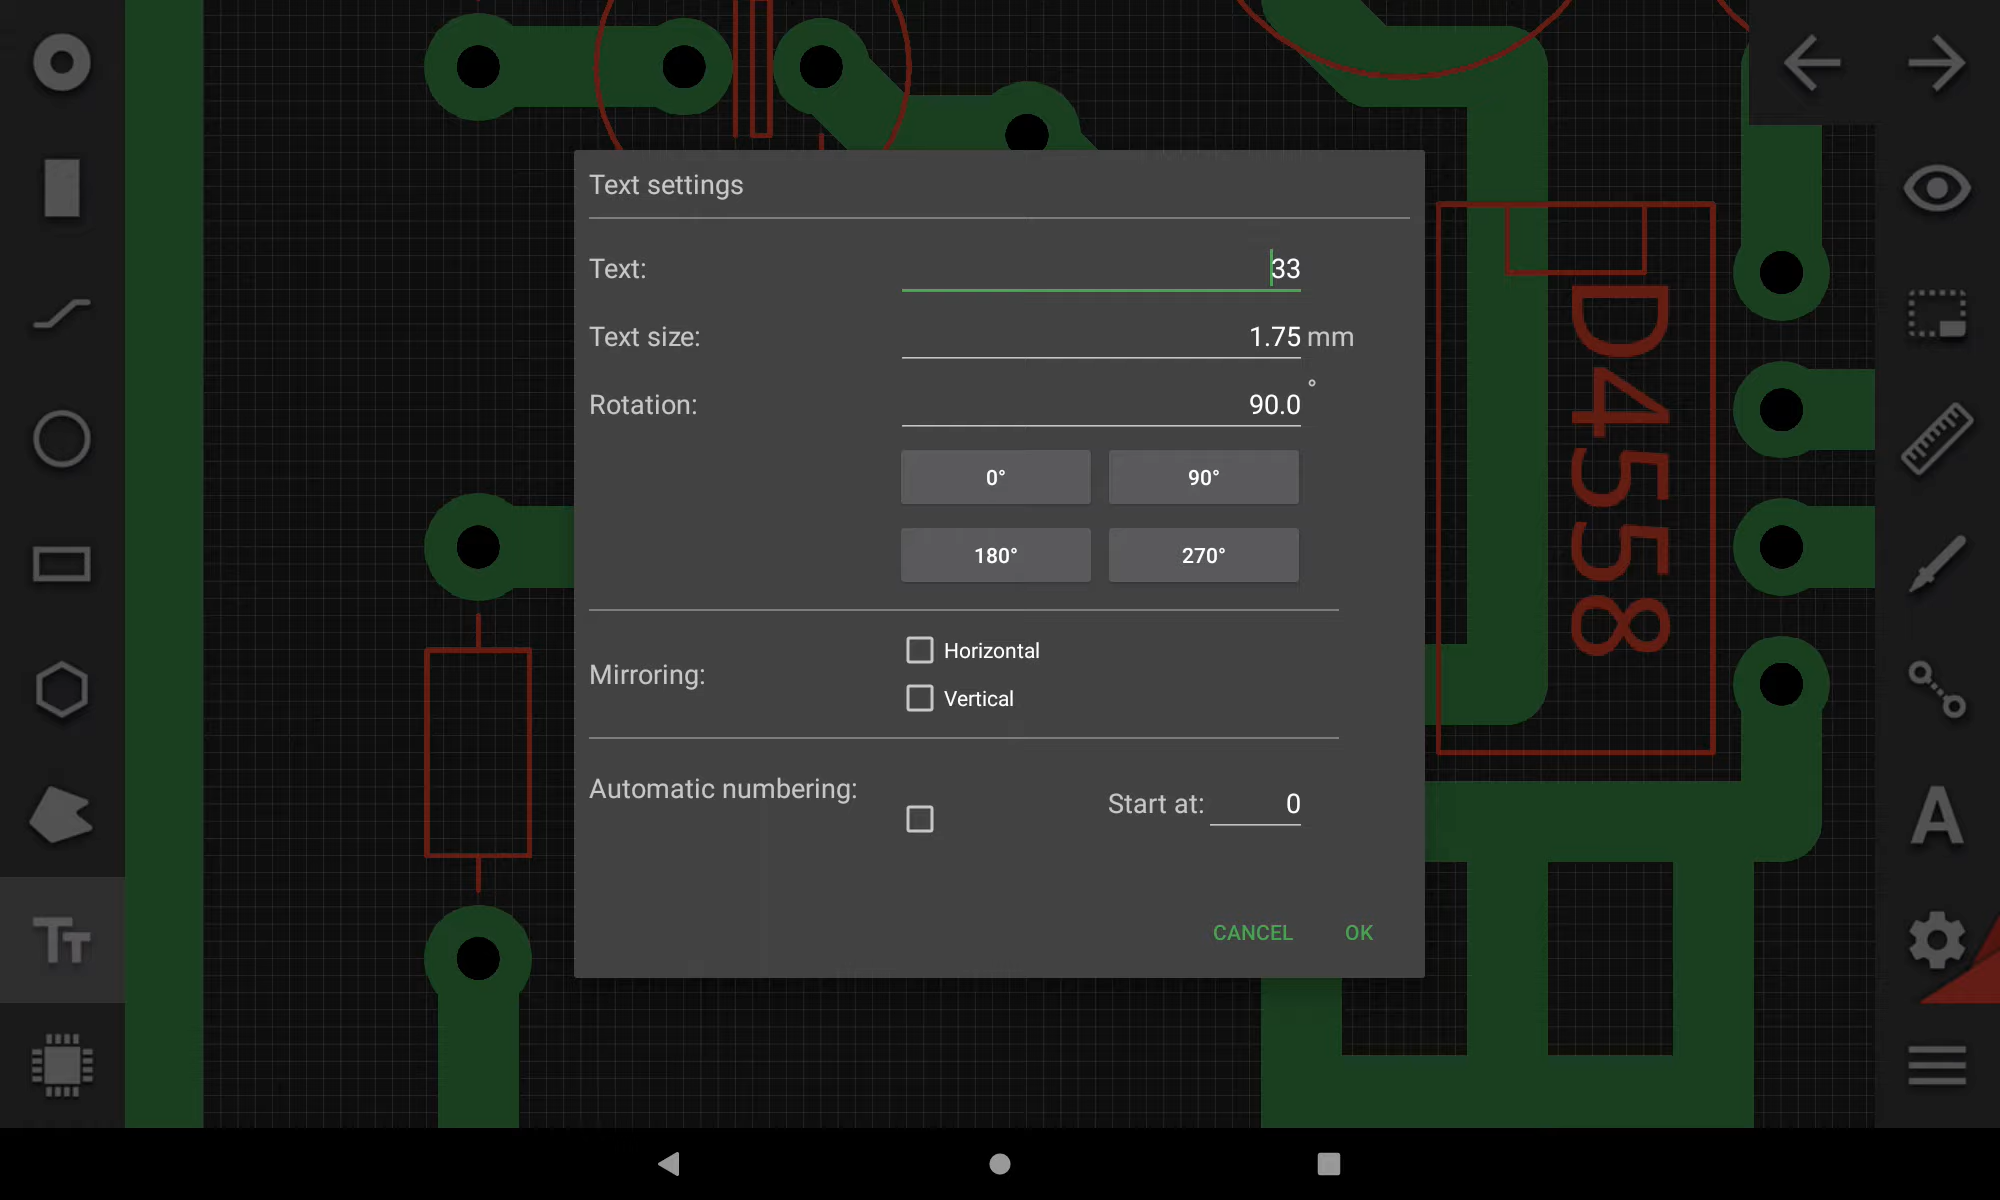 Text settings
Text: 33
Text size: 1.75 mm
Rotation: 90.0 °
0° 90°
180° 270°
Mirroring:
Horizontal
Vertical
Automatic numbering:
Start at: 0
CANCEL OK
D4558
TT
A